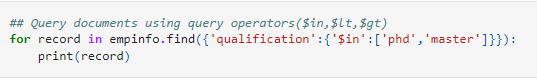 ## Query documents using query operators($in,$lt,$gt)
for record in empinfo.find({'qualification':{'$in':['phd','master']}}):
    print(record)